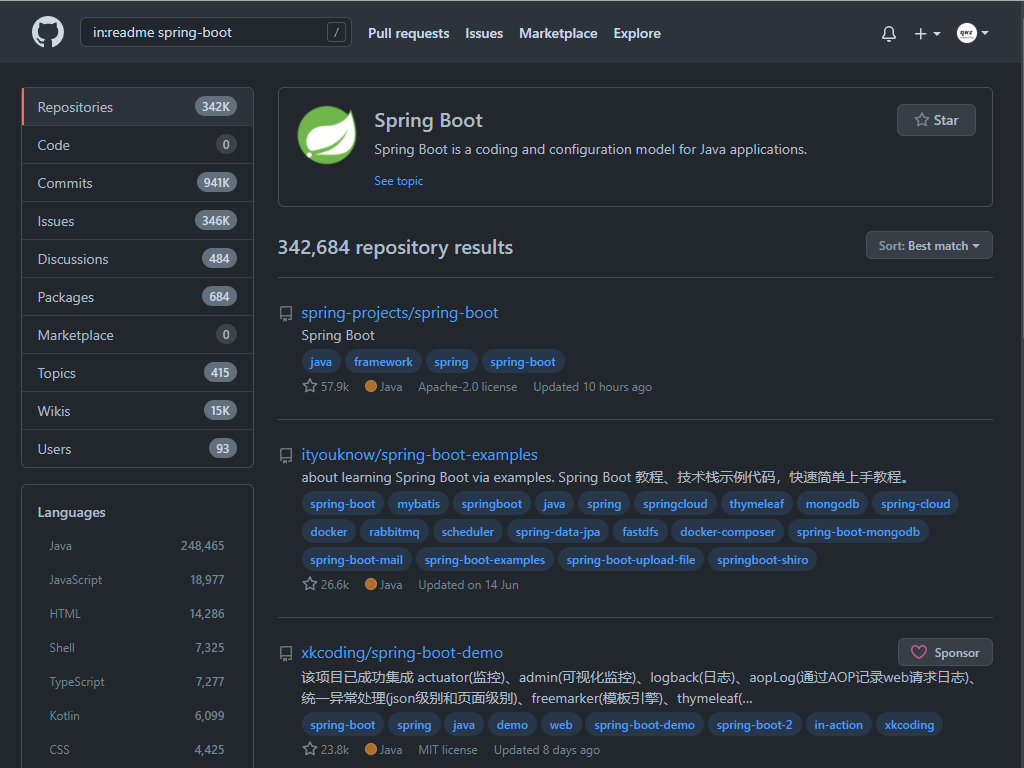 in:readme spring-boot /
Pull requests Issues Marketplace Explore
Repositories 342K
Code 0
Commits 941K
Issues 346K
Discussions 484
Packages 684
Marketplace 0
Topics 415
Wikis 15K
Users 93
Languages
Java 248,465
JavaScript 18,977
HTML 14,286
Shell 7,325
TypeScript 7,277
Kotlin 6,099
CSS 4,425
Spring Boot
Star
Spring Boot is a coding and configuration model for Java applications.
See topic
342,684 repository results
Sort: Best match
spring-projects/spring-boot
Spring Boot
java framework spring spring-boot
57.9k Java Apache-2.0 license Updated 10 hours ago
ityouknow/spring-boot-examples
about learning Spring Boot via examples. Spring Boot 教程、技术栈示例代码，快速简单上手教程。
spring-boot mybatis springboot java spring springcloud thymeleaf mongodb spring-cloud
docker rabbitmq scheduler spring-data-jpa fastdfs docker-composer spring-boot-mongodb
spring-boot-mail spring-boot-examples spring-boot-upload-file springboot-shiro
26.6k Java Updated on 14 Jun
xkcoding/spring-boot-demo
Sponsor
该项目已成功集成 actuator(监控)、admin(可视化监控)、logback(日志)、aopLog(通过AOP记录web请求日志)、
统一异常处理(json级别和页面级别)、freemarker(模板引擎)、thymeleaf(...
spring-boot spring java demo web spring-boot-demo spring-boot-2 in-action xkcoding
23.8k Java MIT license Updated 8 days ago